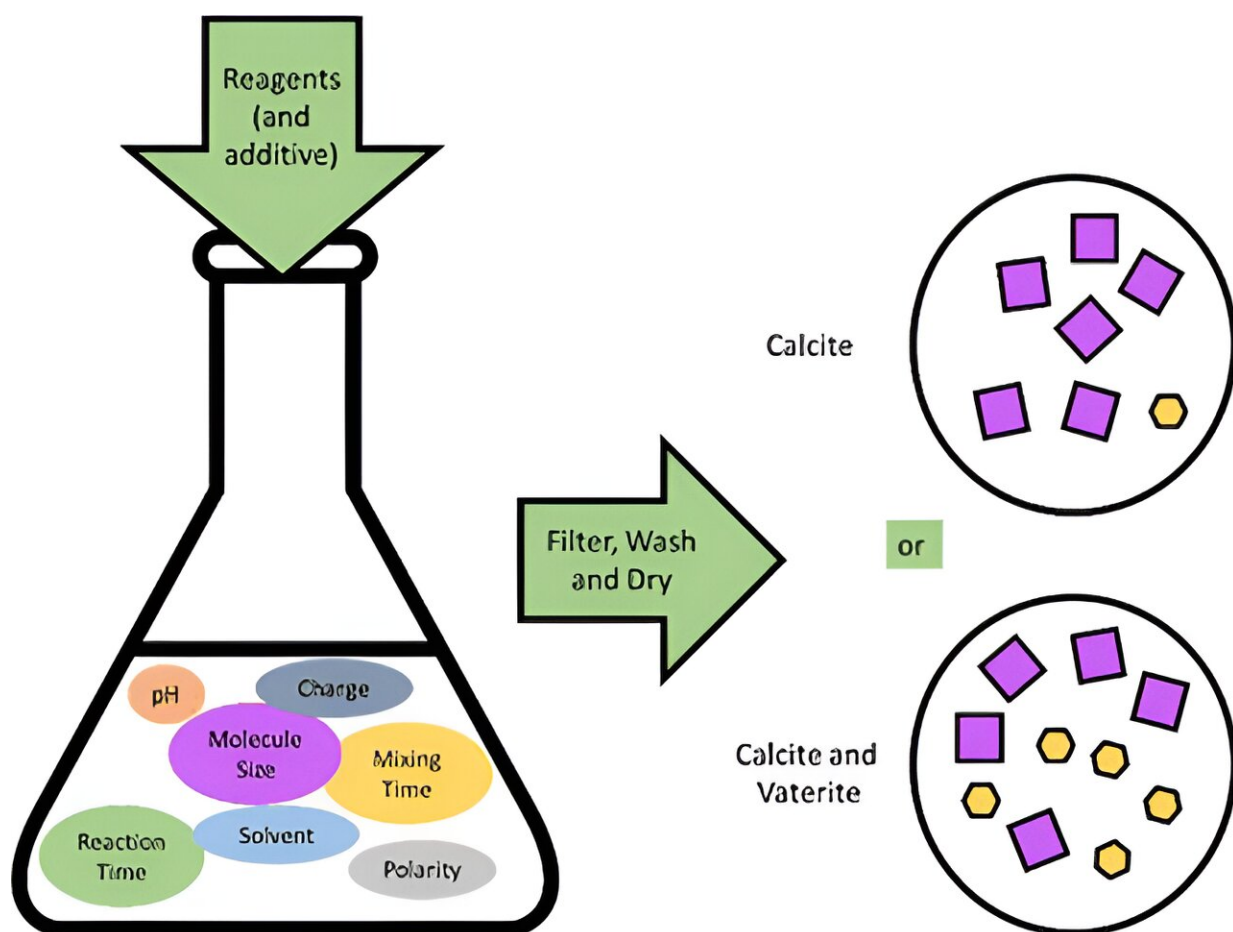 Reagents
(and
additive)
Calcite
Filter, Wash
and Dry
or
pH
Charge
Molecule
Size
Mixing
Time
Calcite and
Vaterite
Reaction
Time
Solvent
Polarity